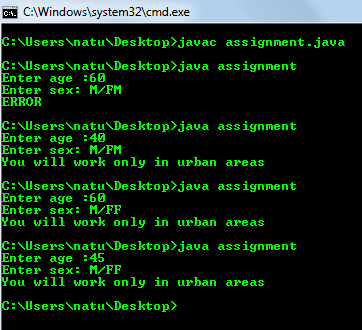 C:\Windows\system32\cmd.exe
C:\Users\natu\Desktop>javac assignment.java
C:\Users\natu\Desktop>java assignment
Enter age :60
Enter sex: M/FM
ERROR
C:\Users\natu\Desktop>java assignment
Enter age :40
Enter sex: M/FM
You will work only in urban areas
C:\Users\natu\Desktop>java assignment
Enter age :60
Enter sex: M/FF
You will work only in urban areas
C:\Users\natu\Desktop>java assignment
Enter age :45
Enter sex: M/FF
You will work only in urban areas
C:\Users\natu\Desktop>